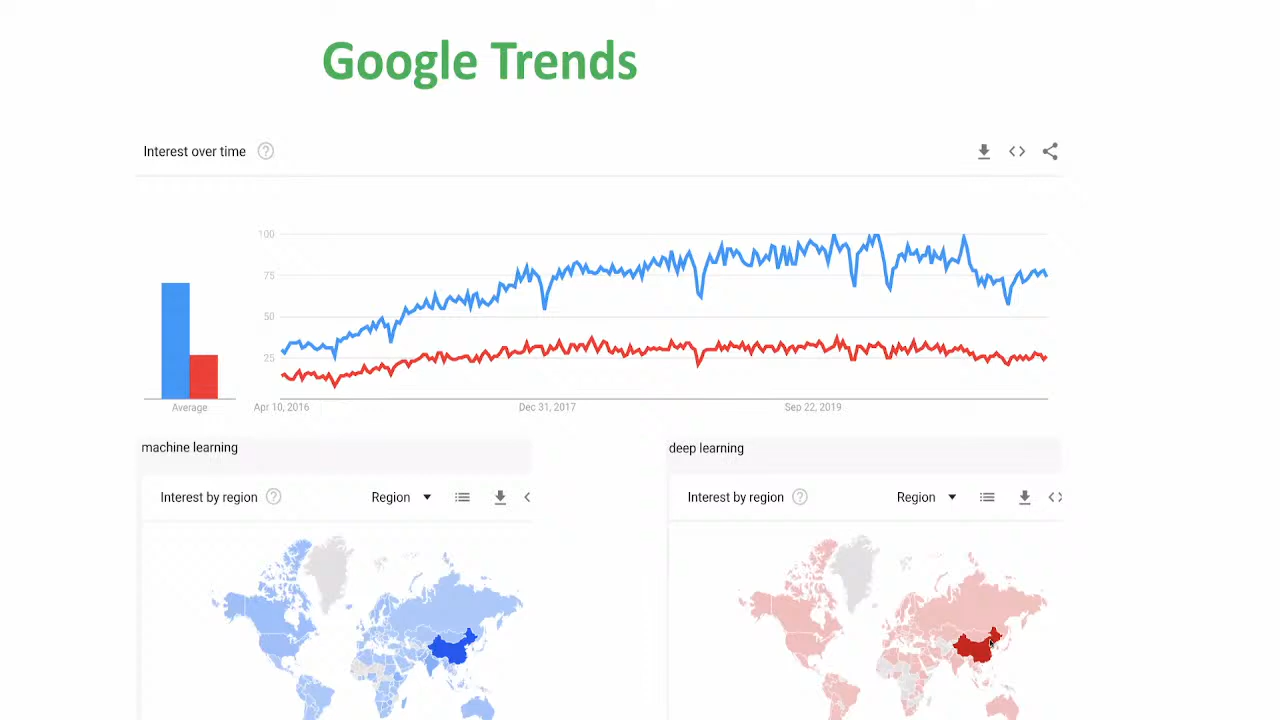 Google Trends
Interest over time ?
100
75
50
25
Average
Apr 10, 2016
Dec 31, 2017
Sep 22, 2019
machine learning
deep learning
Interest by region ? Region
Interest by region ? Region